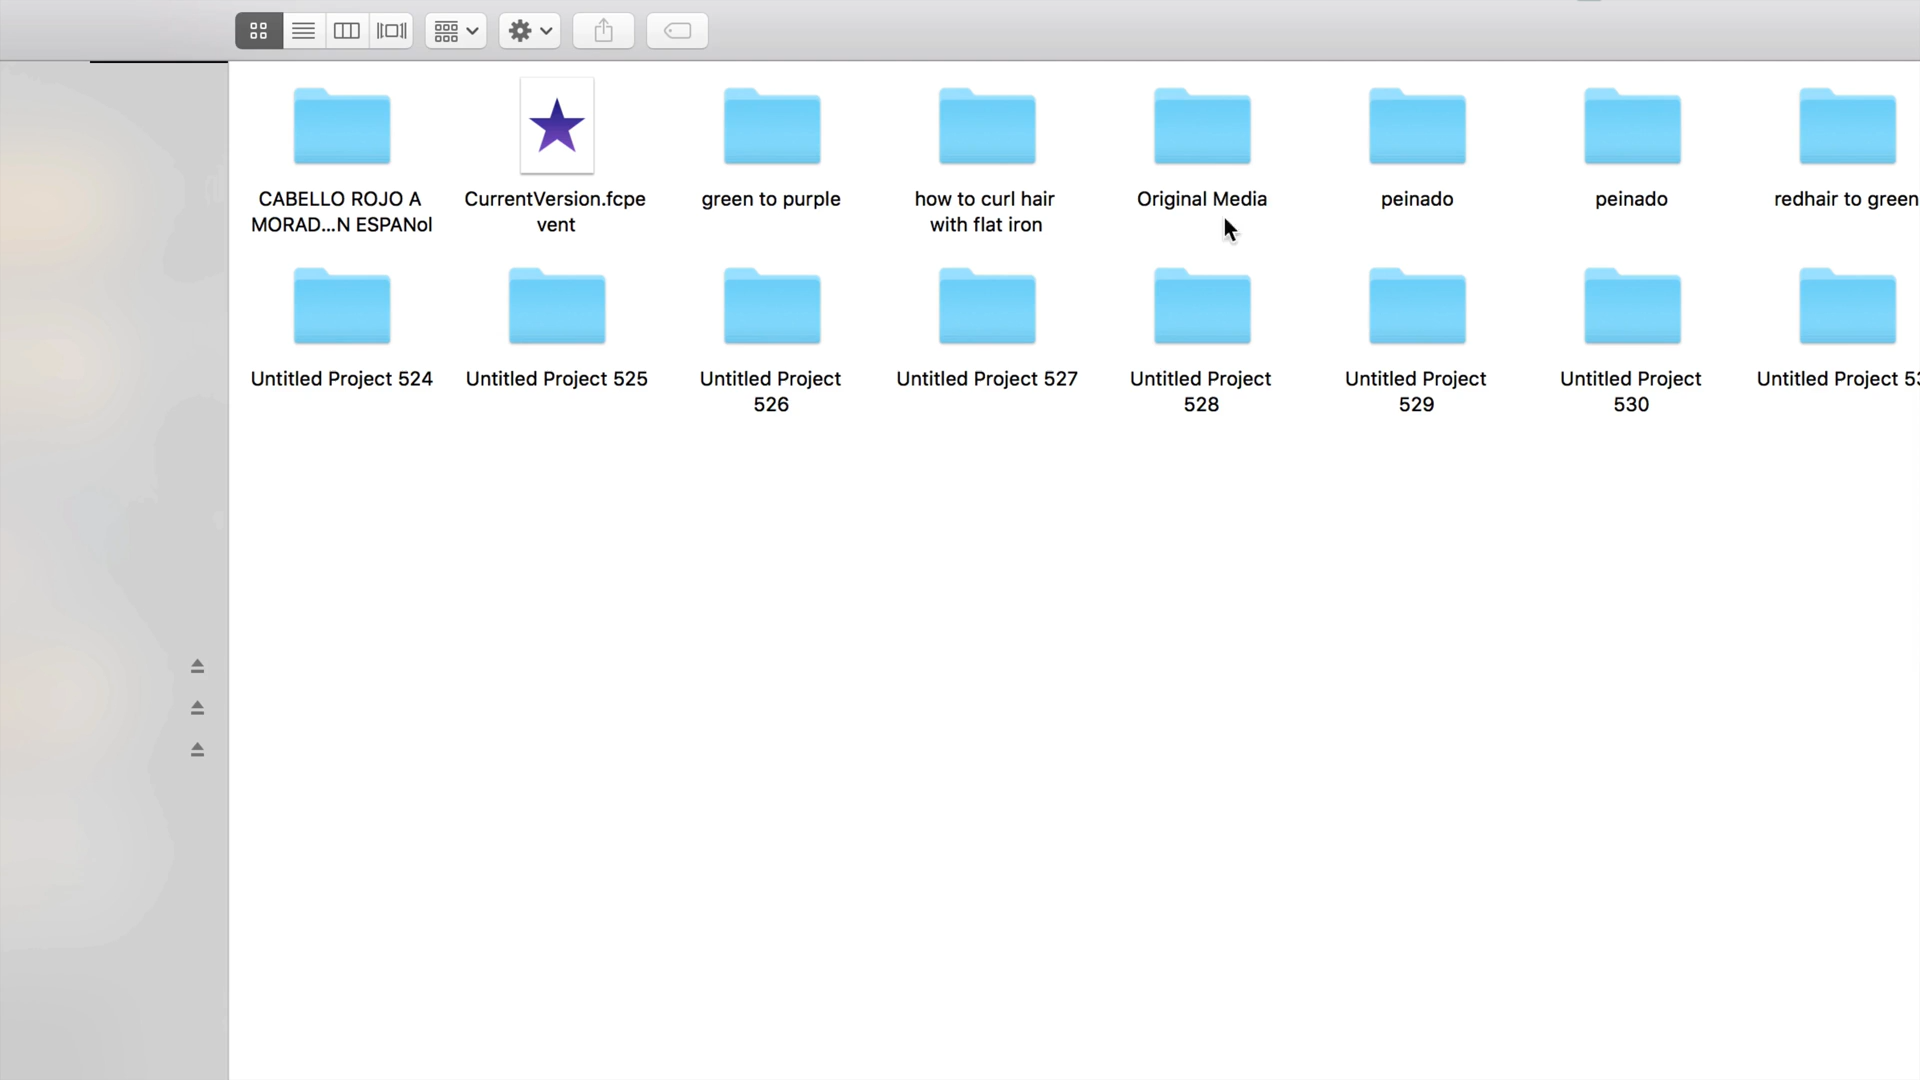 CABELLO ROJO A
MORAD...N ESPANol
CurrentVersion.fcpe
vent
green to purple
how to curl hair
with flat iron
Original Media
peinado
peinado
redhair to green
Untitled Project 524
Untitled Project 525
Untitled Project
526
Untitled Project 527
Untitled Project
528
Untitled Project
529
Untitled Project
530
Untitled Project